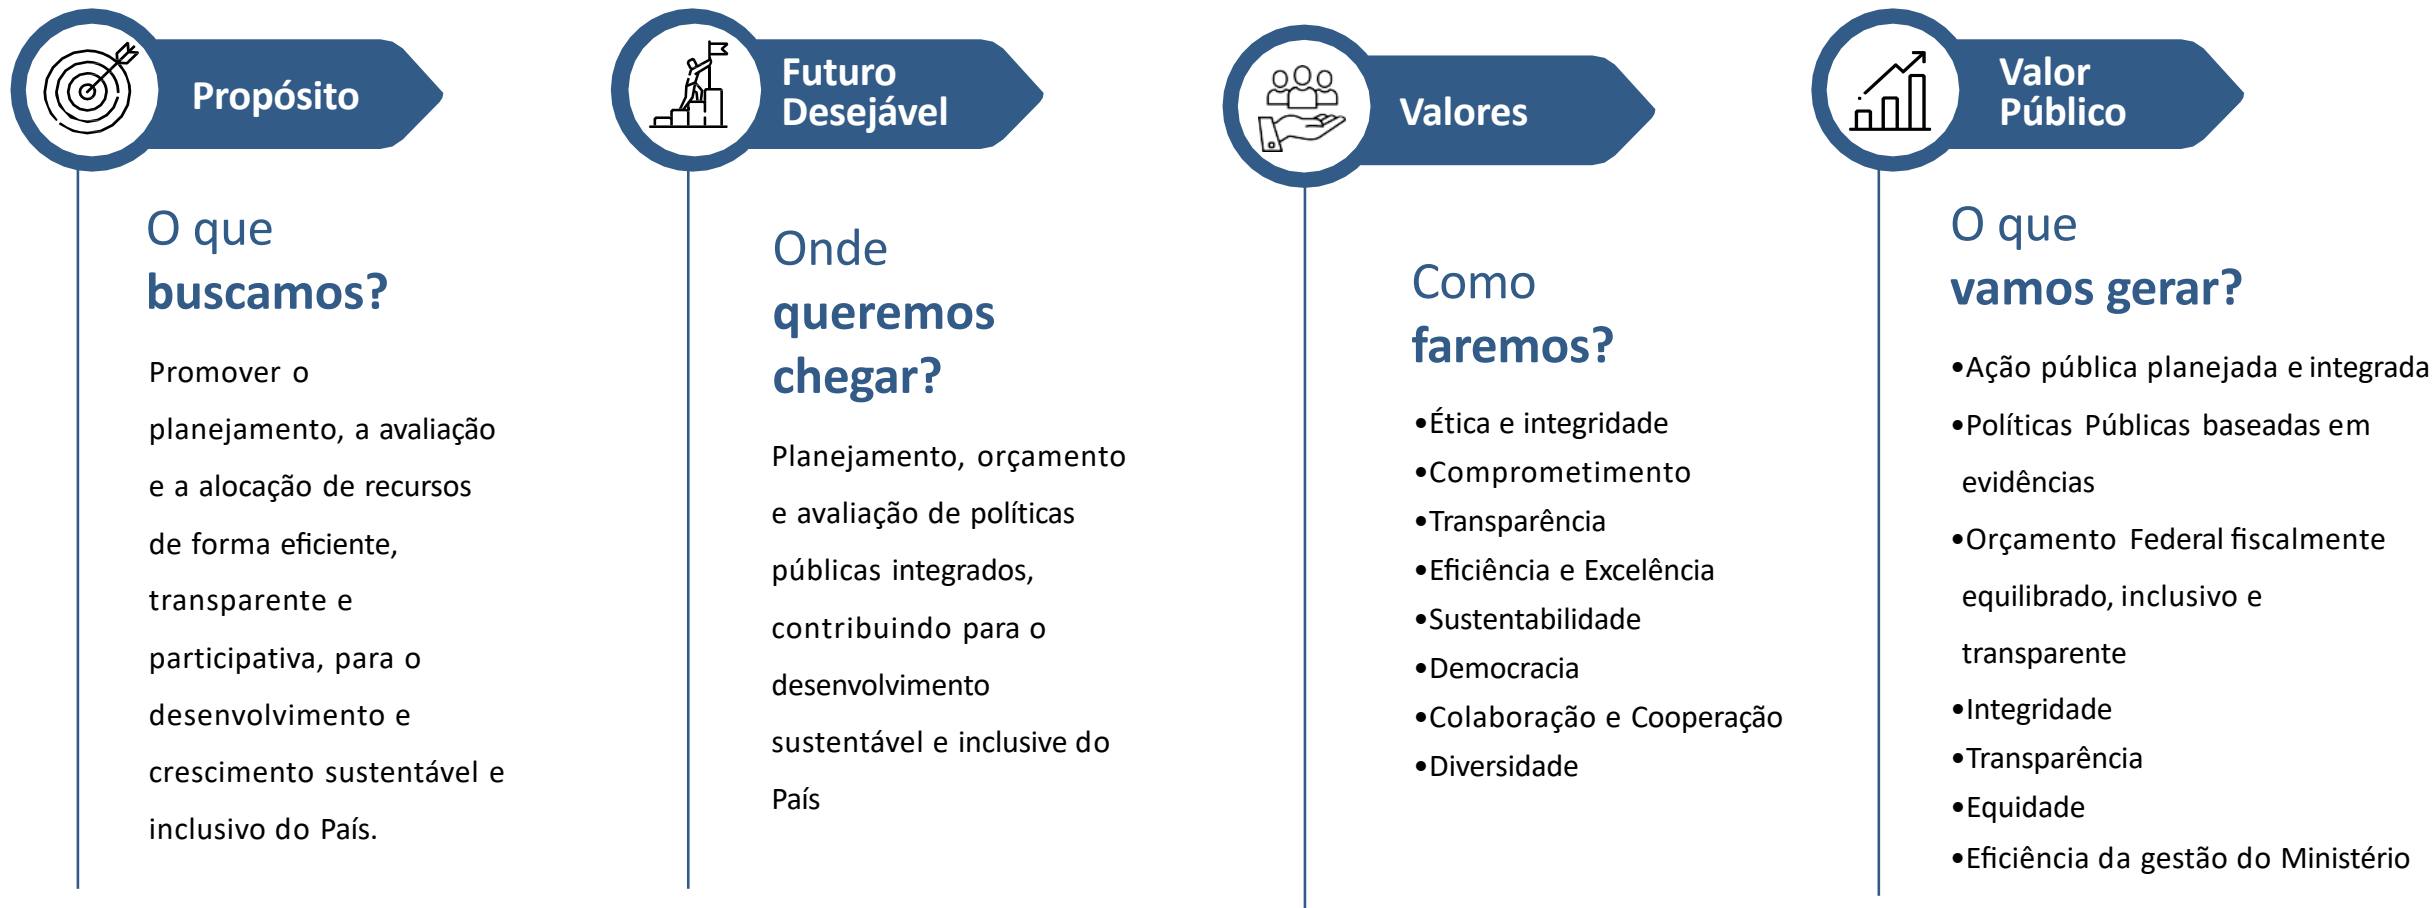 Propósito
O que
buscamos?
Promover o
planejamento, a avaliação
e a alocação de recursos
de forma eficiente,
transparente e
participativa, para o
desenvolvimento e
crescimento sustentável e
inclusivo do País.
Futuro
Desejável
Onde
queremos
chegar?
Planejamento, orçamento
e avaliação de políticas
públicas integrados,
contribuindo para o
desenvolvimento
sustentável e inclusive do
País
Valores
Como
faremos?
•Ética e integridade
•Comprometimento
•Transparência
•Eficiência e Excelência
•Sustentabilidade
•Democracia
•Colaboração e Cooperação
•Diversidade
Valor
Público
O que
vamos gerar?
•Ação pública planejada e integrada
•Políticas Públicas baseadas em
evidências
•Orçamento Federal fiscalmente
equilibrado, inclusivo e
transparente
•Integridade
•Transparência
•Equidade
•Eficiência da gestão do Ministério